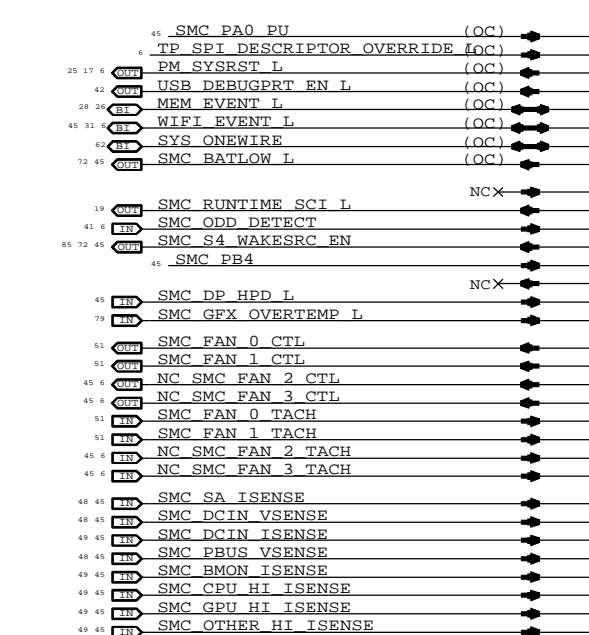 45 SMC_PA0_PU (OC)
6 TP_SPI_DESCRIPTOR_OVERRIDE_L (OC)
25 17 6 OUT PM_SYSRST_L (OC)
42 OUT USB_DEBUGPRT_EN_L (OC)
28 26 BI MEM_EVENT_L (OC)
45 31 6 BI WIFI_EVENT_L (OC)
62 BI SYS_ONEWIRE (OC)
72 45 OUT SMC_BATLOW_L (OC)
NC
19 OUT SMC_RUNTIME_SCI_L
41 6 IN SMC_ODD_DETECT
85 72 45 OUT SMC_S4_WAKESRC_EN
45 SMC_PB4
NC
45 IN SMC_DP_HPD_L
79 IN SMC_GFX_OVERTEMP_L
51 OUT SMC_FAN_0_CTL
51 OUT SMC_FAN_1_CTL
45 6 OUT NC_SMC_FAN_2_CTL
45 6 OUT NC_SMC_FAN_3_CTL
51 IN SMC_FAN_0_TACH
51 IN SMC_FAN_1_TACH
45 6 IN NC_SMC_FAN_2_TACH
45 6 IN NC_SMC_FAN_3_TACH
48 45 IN SMC_SA_ISENSE
48 45 IN SMC_DCIN_VSENSE
49 45 IN SMC_DCIN_ISENSE
48 45 IN SMC_PBUS_VSENSE
49 45 IN SMC_BMON_ISENSE
49 45 IN SMC_CPU_HI_ISENSE
49 45 IN SMC_GPU_HI_ISENSE
49 45 IN SMC_OTHER_HI_ISENSE